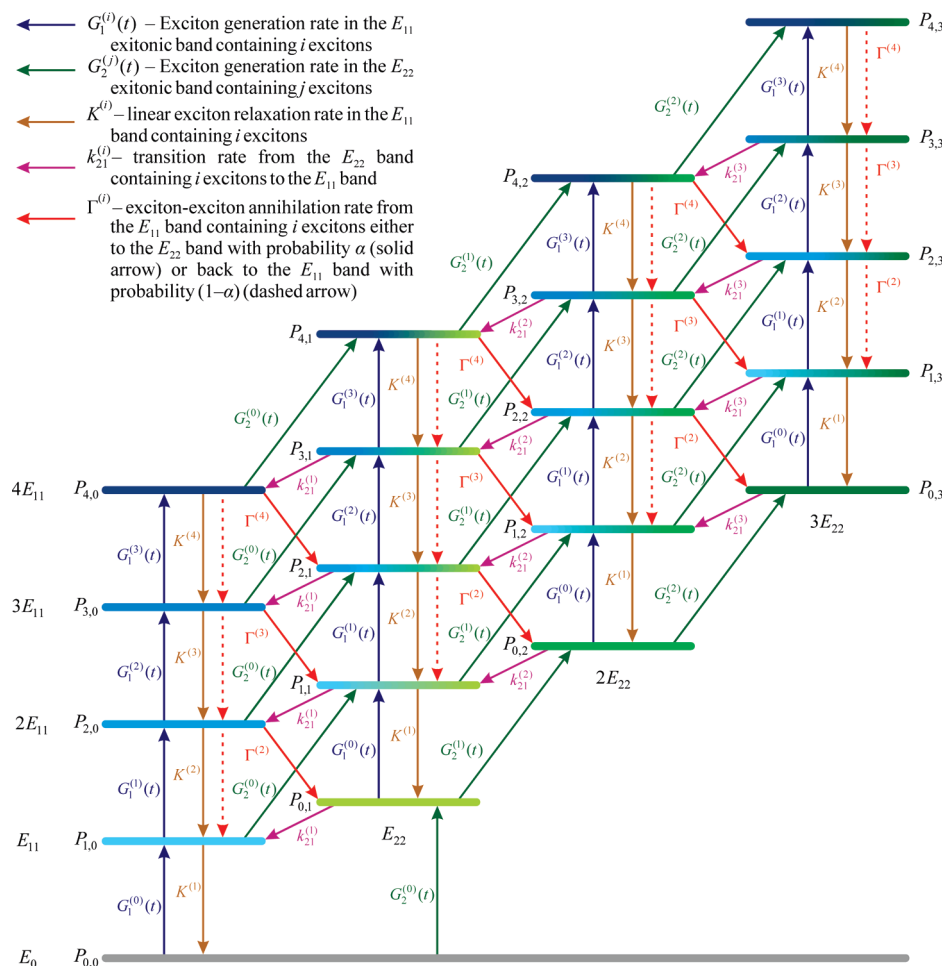 G₁⁽ⁱ⁾(t) – Exciton generation rate in the E₁₁
exitonic band containing i excitons
G₂⁽ʲ⁾(t) – Exciton generation rate in the E₂₂
exitonic band containing j excitons
K⁽ⁱ⁾ – linear exciton relaxation rate in the E₁₁
band containing i excitons
k₂₁⁽ⁱ⁾ – transition rate from the E₂₂ band
containing i excitons to the E₁₁ band
Γ⁽ⁱ⁾ – exciton-exciton annihilation rate from
the E₁₁ band containing i excitons either
to the E₂₂ band with probability α (solid
arrow) or back to the E₁₁ band with
probability (1–α) (dashed arrow)
P₄,₃
G₂⁽²⁾(t) G₁⁽³⁾(t) K⁽⁴⁾ Γ⁽⁴⁾
P₃,₃
k₂₁⁽³⁾
P₄,₂
G₁⁽³⁾(t) K⁽⁴⁾ Γ⁽⁴⁾ G₂⁽²⁾(t) G₁⁽²⁾(t) K⁽³⁾ Γ⁽³⁾
G₂⁽¹⁾(t)
P₂,₃
k₂₁⁽³⁾
P₃,₂
k₂₁⁽²⁾
G₁⁽²⁾(t) K⁽³⁾ Γ⁽³⁾ G₂⁽²⁾(t) G₁⁽¹⁾(t) K⁽²⁾ Γ⁽²⁾
P₄,₁
P₁,₃
k₂₁⁽³⁾
G₂⁽⁰⁾(t) G₁⁽³⁾(t) K⁽⁴⁾ Γ⁽⁴⁾ G₂⁽¹⁾(t)
P₂,₂
k₂₁⁽²⁾
G₁⁽¹⁾(t) K⁽²⁾ Γ⁽²⁾ G₂⁽²⁾(t) G₁⁽⁰⁾(t) K⁽¹⁾
P₃,₁
k₂₁⁽¹⁾
4E₁₁ P₄,₀
P₀,₃
3E₂₂
k₂₁⁽³⁾
G₁⁽³⁾(t) K⁽⁴⁾ Γ⁽⁴⁾ G₂⁽⁰⁾(t) G₁⁽²⁾(t) K⁽³⁾ Γ⁽³⁾ G₂⁽¹⁾(t)
P₁,₂
k₂₁⁽²⁾
P₂,₁
k₂₁⁽¹⁾
G₁⁽⁰⁾(t) K⁽¹⁾ G₂⁽²⁾(t)
3E₁₁ P₃,₀
G₁⁽²⁾(t) K⁽³⁾ Γ⁽³⁾ G₂⁽⁰⁾(t) G₁⁽¹⁾(t) K⁽²⁾ Γ⁽²⁾ G₂⁽¹⁾(t)
P₀,₂
2E₂₂
k₂₁⁽²⁾
P₁,₁
k₂₁⁽¹⁾
2E₁₁ P₂,₀
G₁⁽¹⁾(t) K⁽²⁾ Γ⁽²⁾ G₂⁽⁰⁾(t) G₁⁽⁰⁾(t) K⁽¹⁾ G₂⁽¹⁾(t)
P₀,₁
E₂₂
k₂₁⁽¹⁾
E₁₁ P₁,₀
G₁⁽⁰⁾(t) K⁽¹⁾ G₂⁽⁰⁾(t)
E₀ P₀,₀